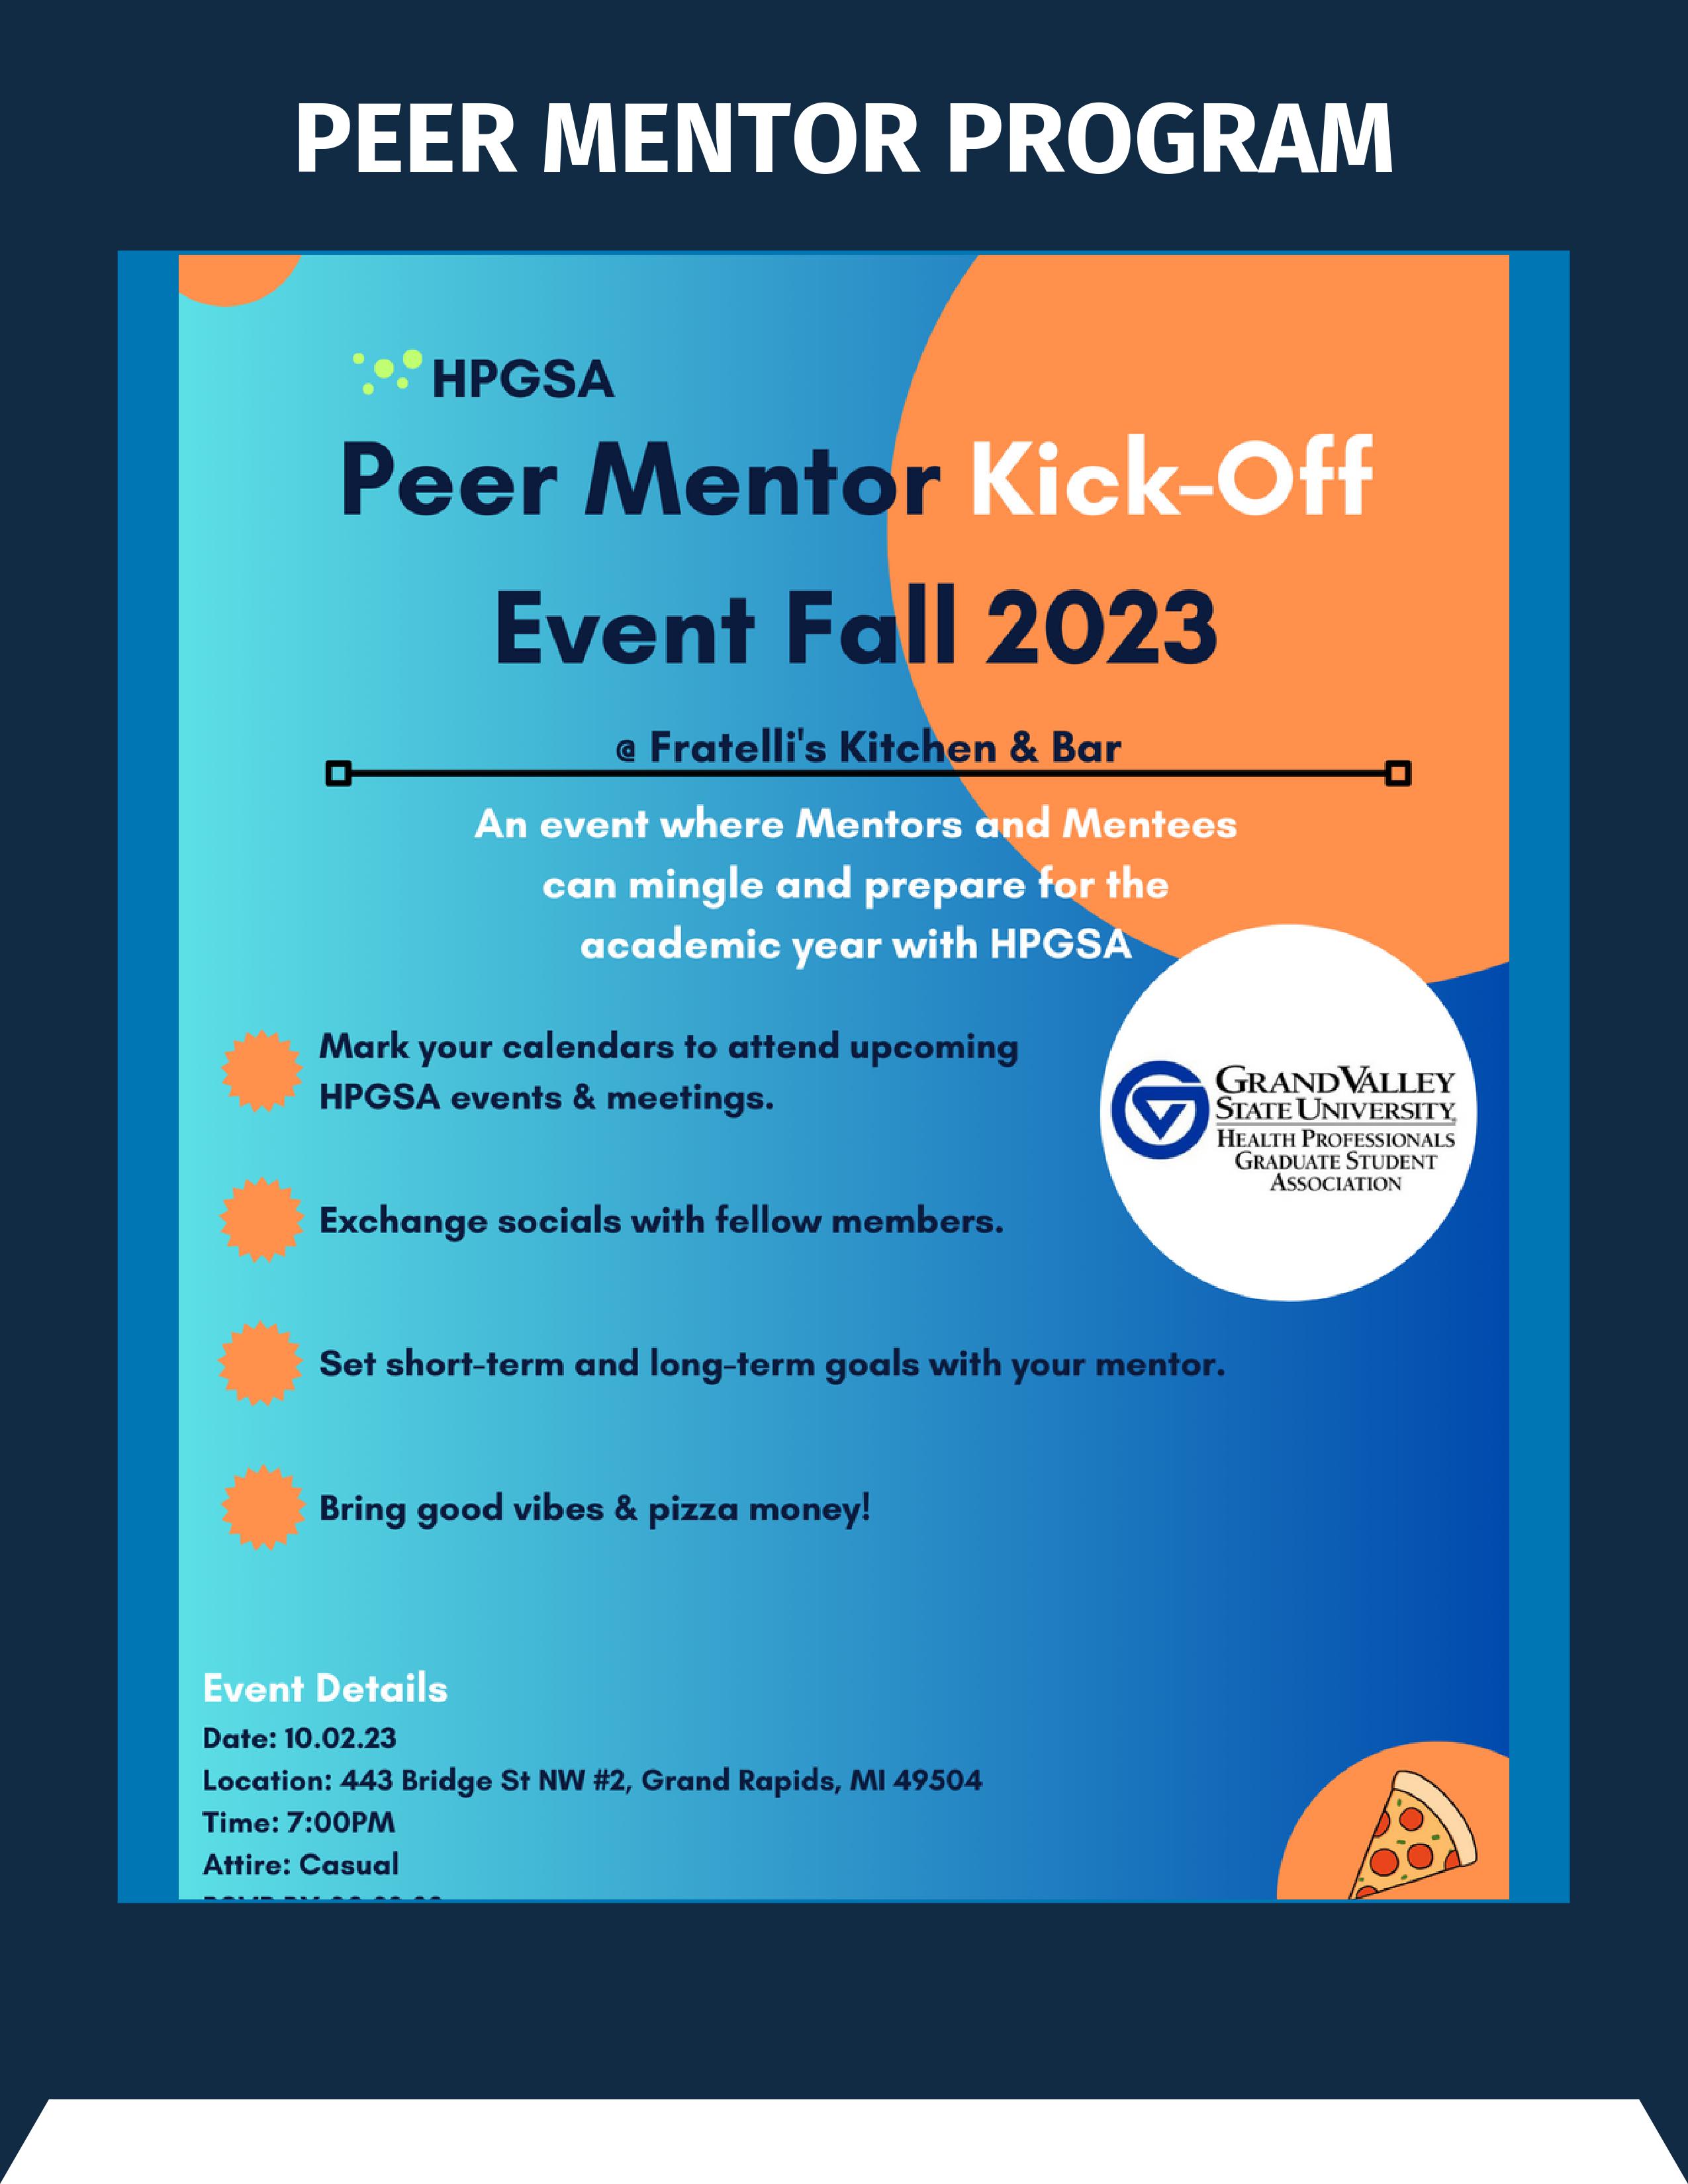 PEER MENTOR PROGRAM
HPGSA
Peer Mentor Kick-Off
Event Fall 2023
@ Fratelli's Kitchen & Bar
An event where Mentors and Mentees
can mingle and prepare for the
academic year with HPGSA
Mark your calendars to attend upcoming
HPGSA events & meetings.
GRAND VALLEY
STATE UNIVERSITY
HEALTH PROFESSIONALS
GRADUATE STUDENT
ASSOCIATION
Exchange socials with fellow members.
Set short-term and long-term goals with your mentor.
Bring good vibes & pizza money!
Event Details
Date: 10.02.23
Location: 443 Bridge St NW #2, Grand Rapids, MI 49504
Time: 7:00PM
Attire: Casual